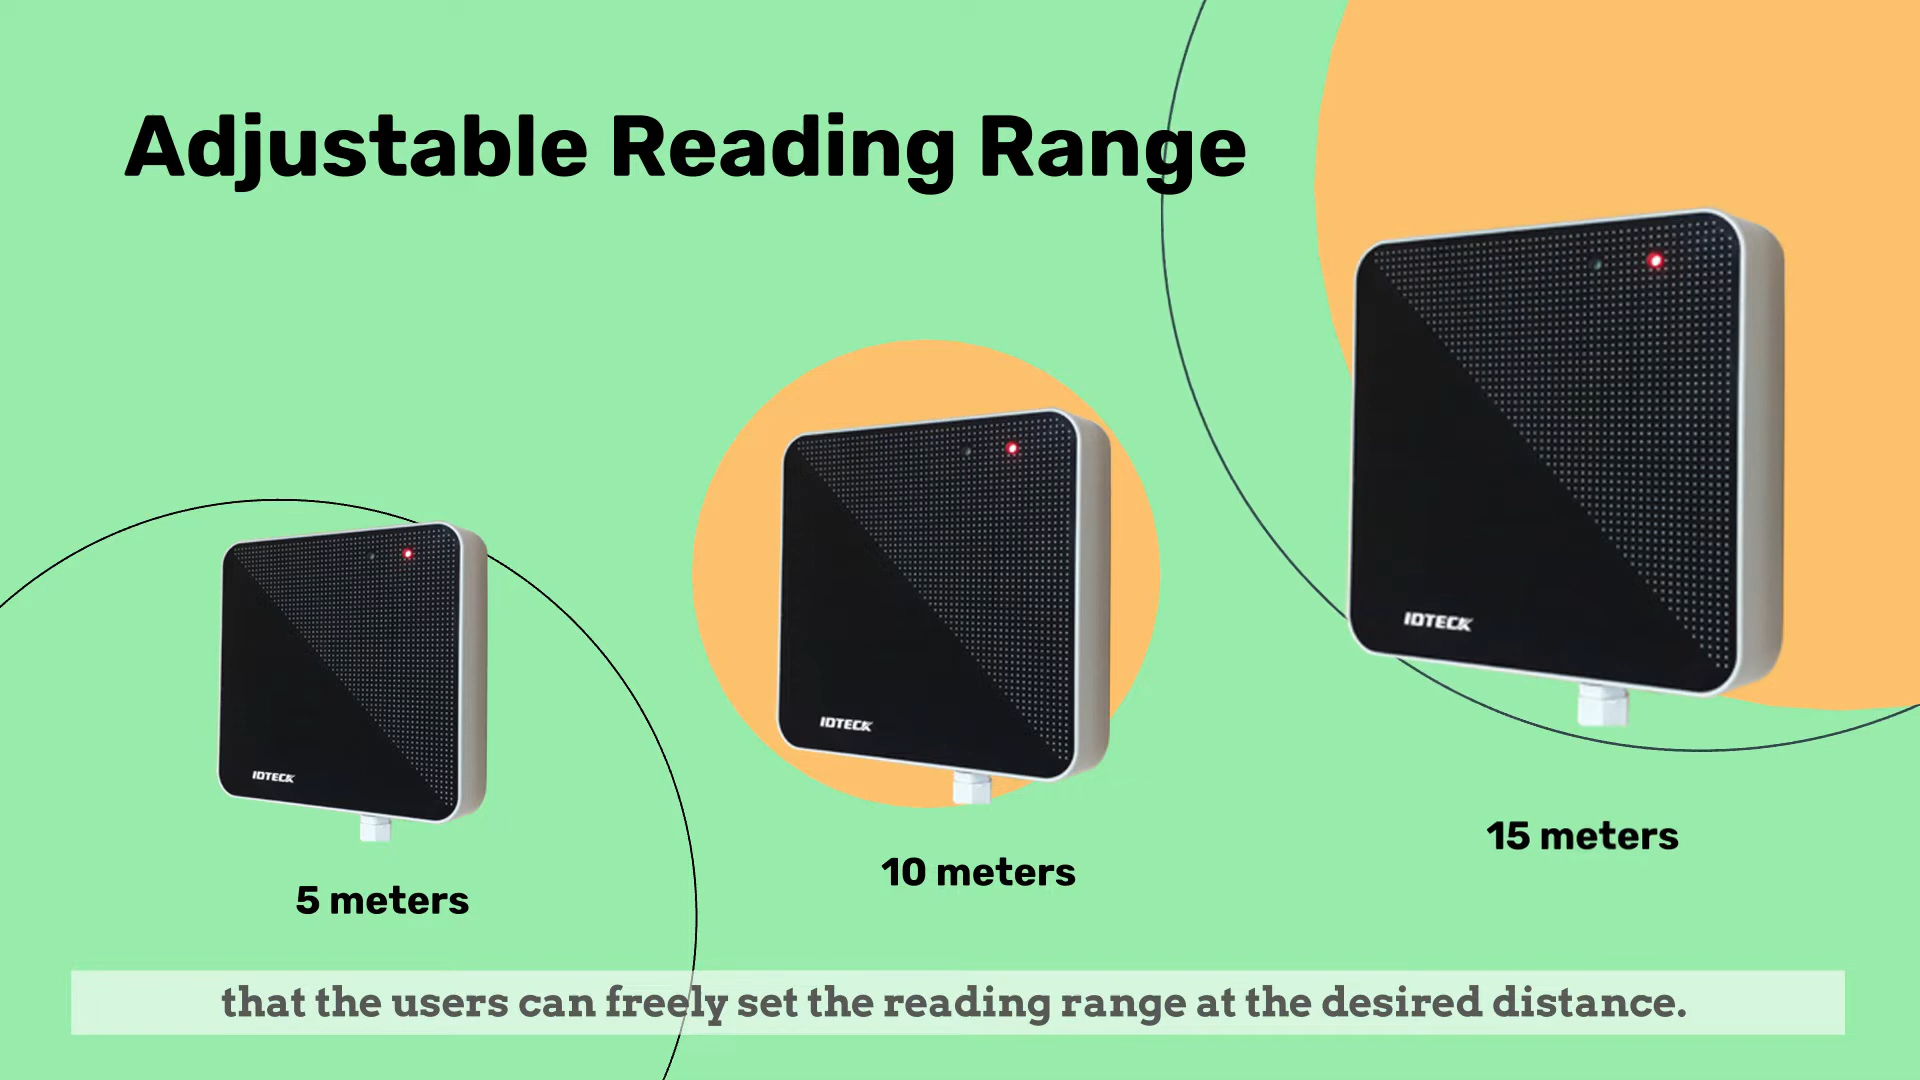 Adjustable Reading Range
IDTECK
IDTECK
IDTECK
15 meters
10 meters
5 meters
that the users can freely set the reading range at the desired distance.